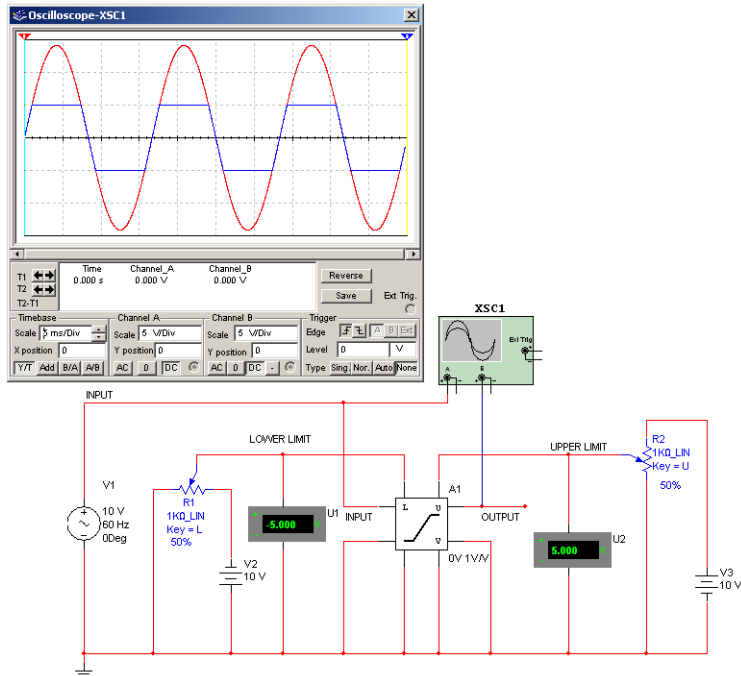 Oscilloscope-XSC1
1 2
T1
T2
T2-T1
Time Channel_A Channel_B
0.000 s 0.000 V 0.000 V
Reverse
Save
Ext Trig.
Timebase
Scale 5 ms/Div
X position 0
Y/T Add B/A A/B
Channel A
Scale 5 V/Div
Y position 0
AC 0 DC
Channel B
Scale 5 V/Div
Y position 0
AC 0 DC -
Trigger
Edge A B Ext
Level 0 V
Type Sing. Nor. Auto None
XSC1
Ext Trig
A B
INPUT
LOWER LIMIT
UPPER LIMIT
V1
10 V
60 Hz
0Deg
R1
1KΩ_LIN
Key = L
50%
V2
10 V
U1
-5.000 V
INPUT
A1
L U
V
0V 1V/V
OUTPUT
U2
5.000 V
R2
1KΩ_LIN
Key = U
50%
V3
10 V